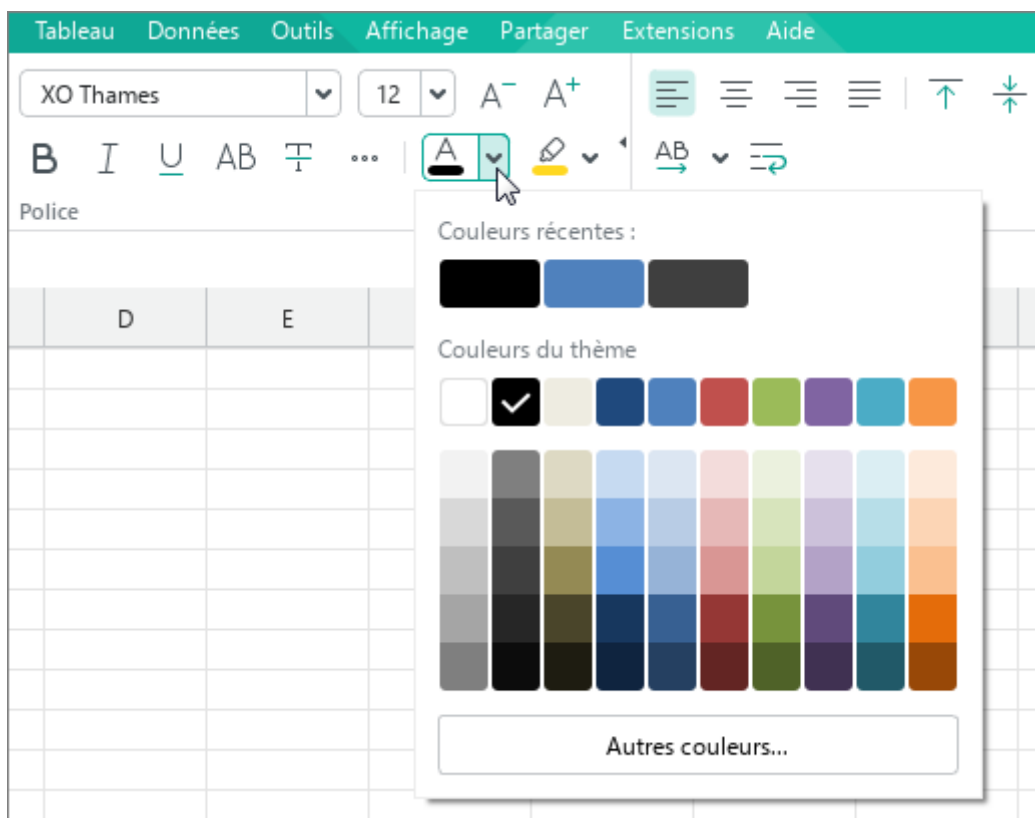 Tableau Données Outils Affichage Partager Extensions Aide
XO Thames 12 A− A+
B I U AB T ... A AB
Police
Couleurs récentes :
D E
Couleurs du thème
Autres couleurs...